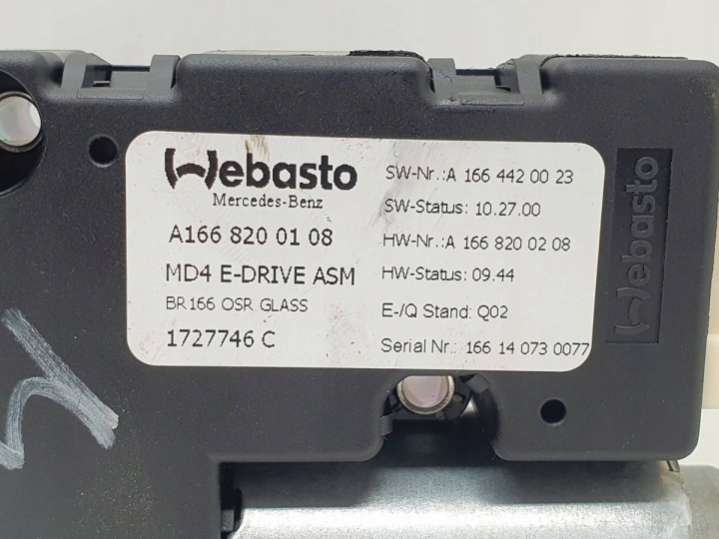 Webasto
Mercedes-Benz
A166 820 01 08
MD4 E-DRIVE ASM
BR166 OSR GLASS
1727746 C
SW-Nr.:A 166 442 00 23
SW-Status: 10.27.00
HW-Nr.:A 166 820 02 08
HW-Status: 09.44
E-/Q Stand: Q02
Serial Nr.: 166 14 073 0077
Webasto